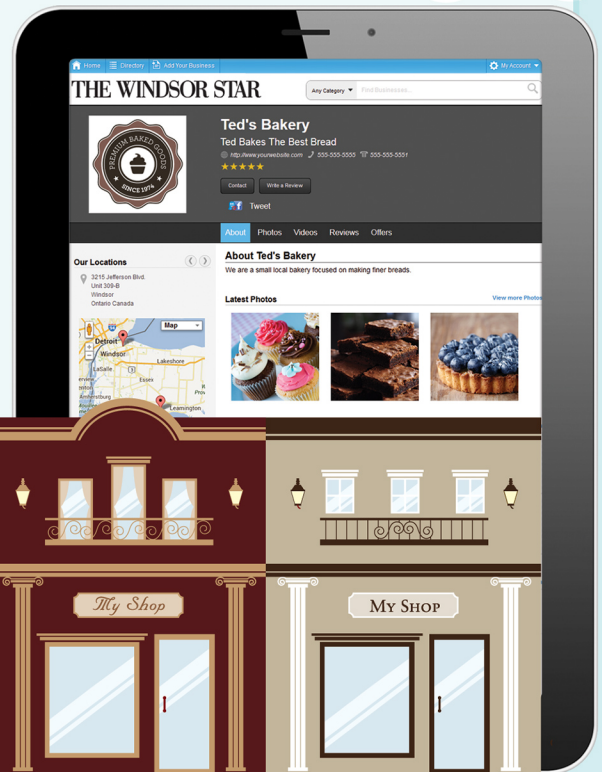 Home Directory Add Your Business My Account
THE WINDSOR STAR
Any Category Find Businesses...
PREMIUM BAKED GOODS
SINCE 1974
Ted's Bakery
Ted Bakes The Best Bread
http://www.yourwebsite.com 555-555-5555 555-555-5551
Contact Write a Review
Tweet
About Photos Videos Reviews Offers
Our Locations
3215 Jefferson Blvd.
Unit 309-B
Windsor
Ontario Canada
Map
Detroit
Windsor
Lakeshore
LaSalle
3
Essex
Amherstburg
Leamington
About Ted's Bakery
We are a small local bakery focused on making finer breads.
Latest Photos View more Photos
My Shop
MY SHOP